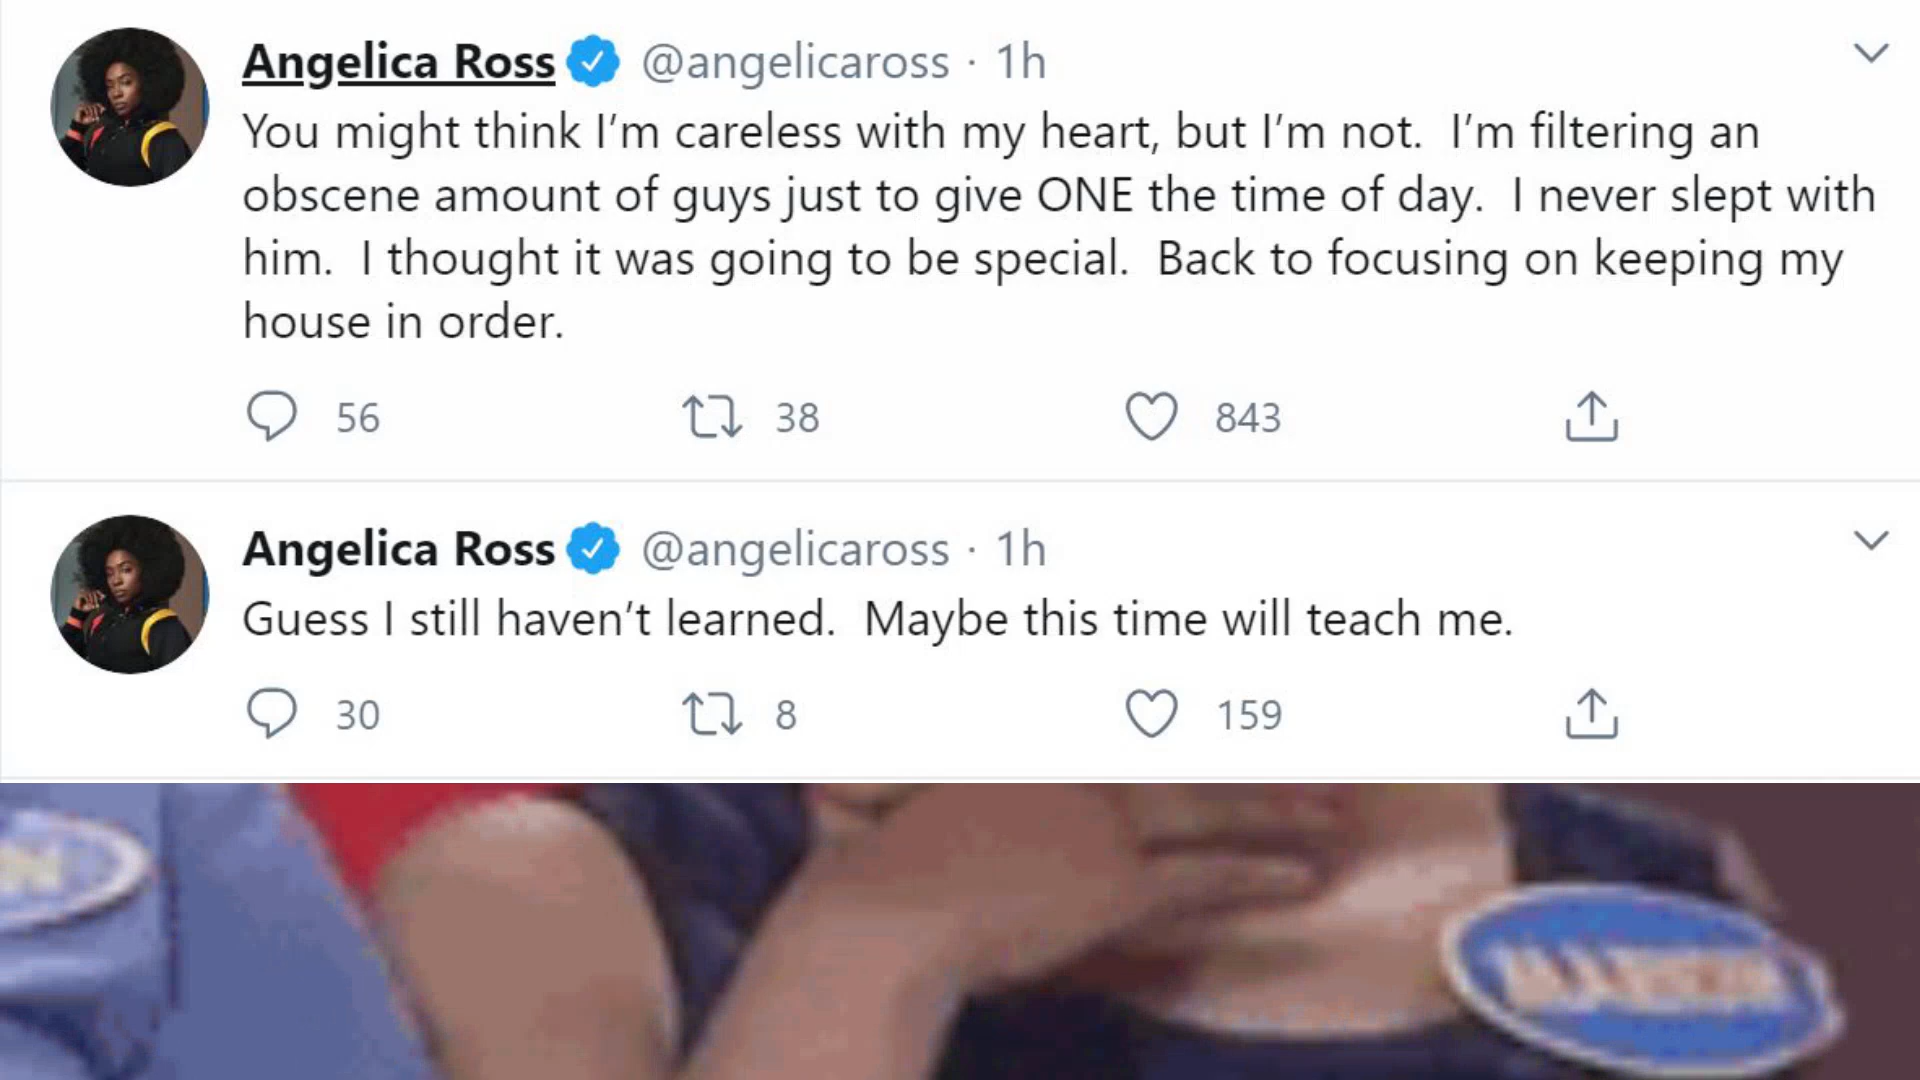 Angelica Ross @angelicaross · 1h
You might think I’m careless with my heart, but I’m not.  I’m filtering an
obscene amount of guys just to give ONE the time of day.  I never slept with
him.  I thought it was going to be special.  Back to focusing on keeping my
house in order.
56 38 843
Angelica Ross @angelicaross · 1h
Guess I still haven’t learned.  Maybe this time will teach me.
30 8 159